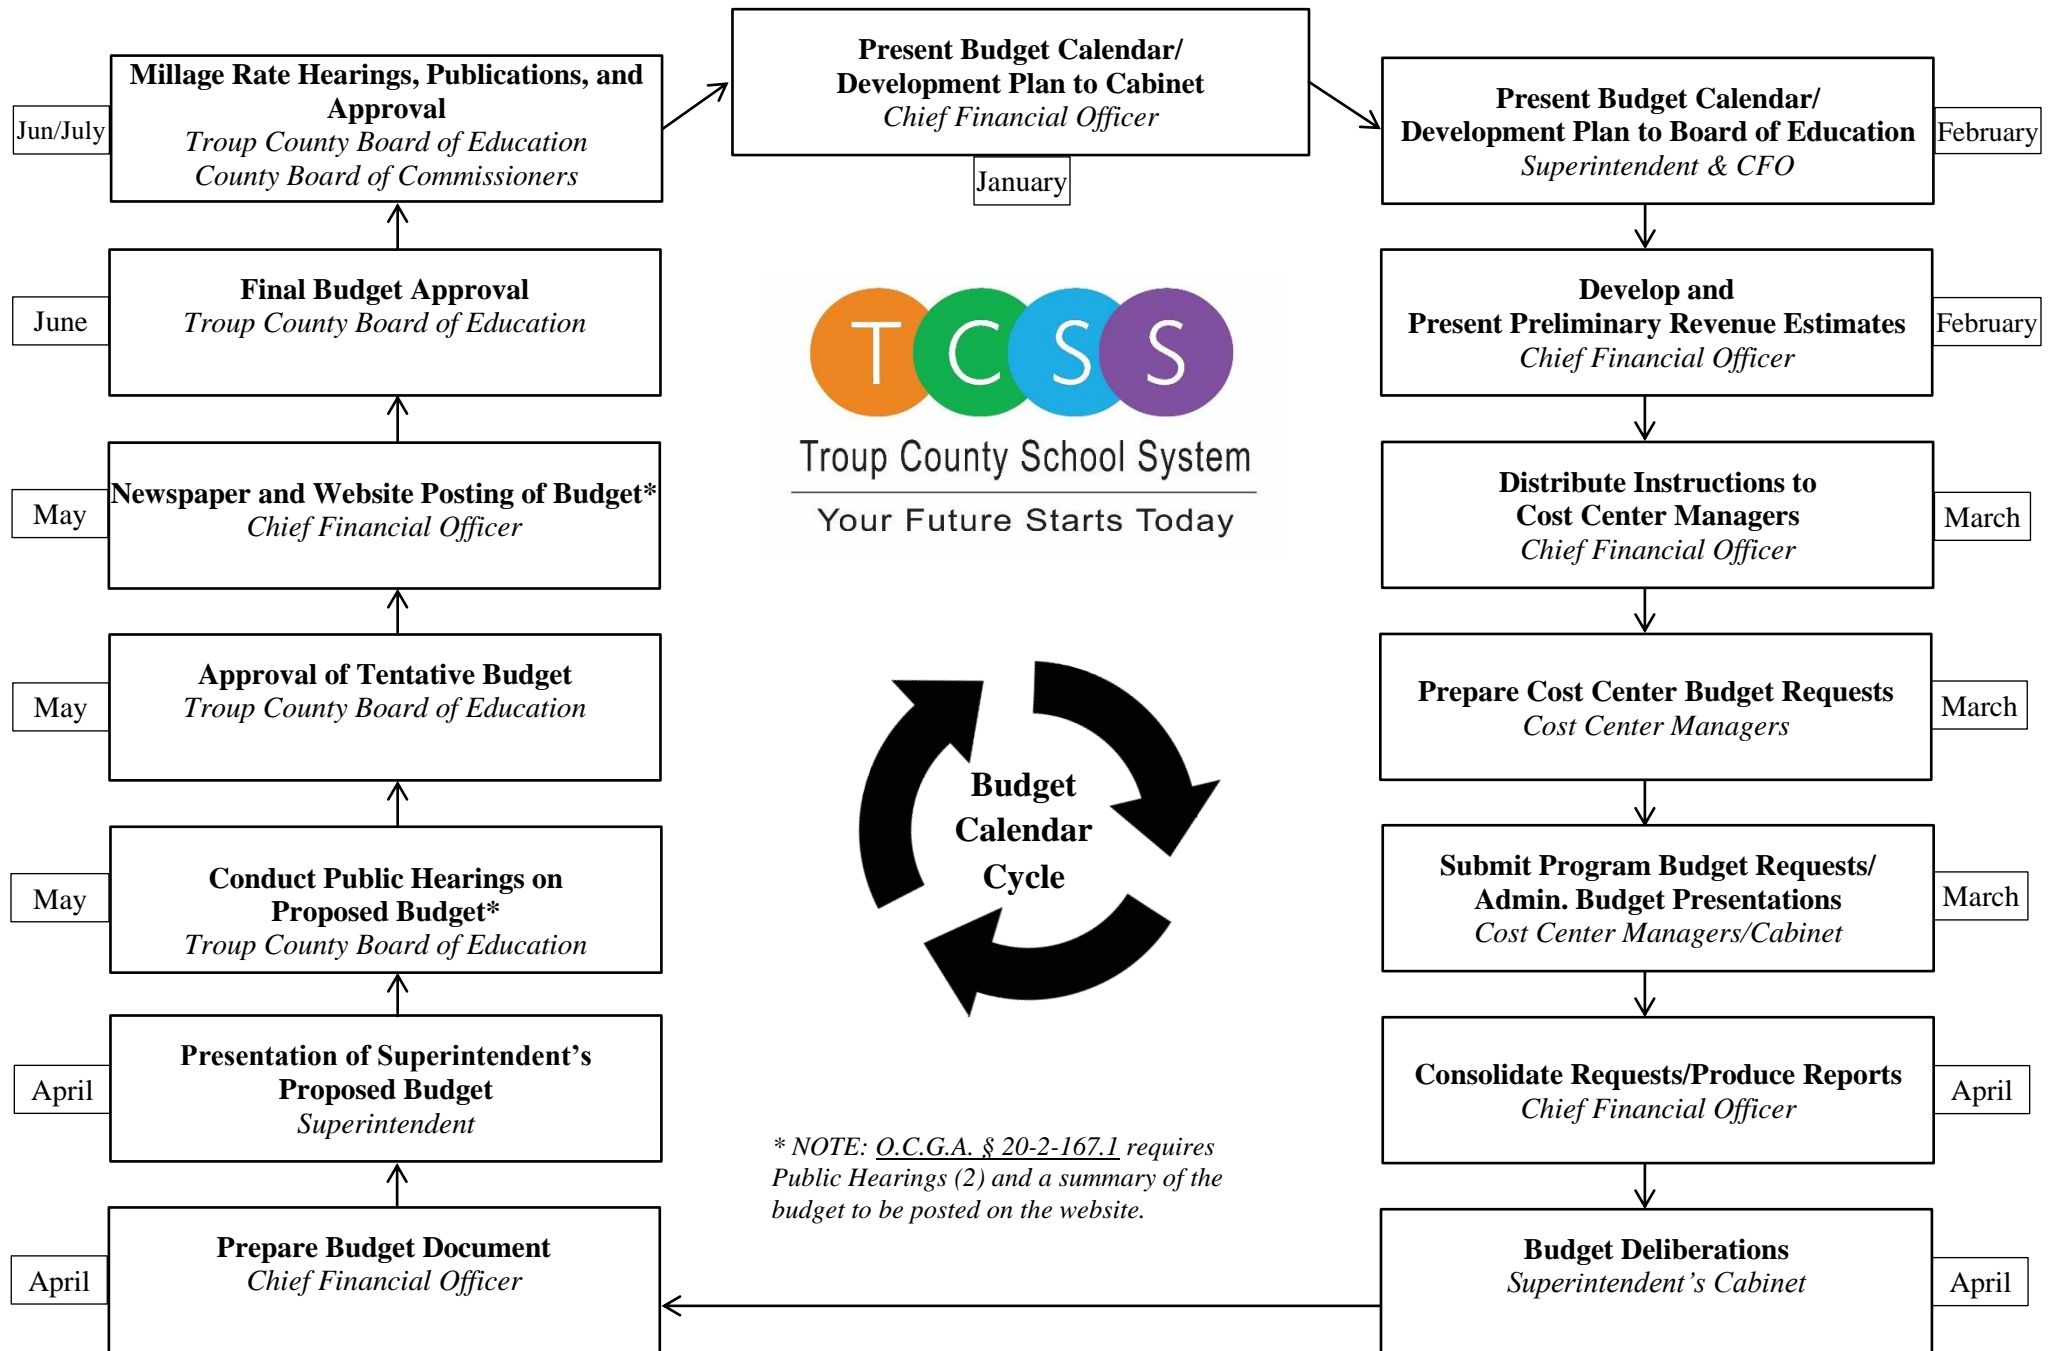 Present Budget Calendar/
Development Plan to Cabinet
Chief Financial Officer
January
Present Budget Calendar/
Development Plan to Board of Education
Superintendent & CFO
February
Develop and
Present Preliminary Revenue Estimates
Chief Financial Officer
February
Distribute Instructions to
Cost Center Managers
Chief Financial Officer
March
Prepare Cost Center Budget Requests
Cost Center Managers
March
Submit Program Budget Requests/
Admin. Budget Presentations
Cost Center Managers/Cabinet
March
Consolidate Requests/Produce Reports
Chief Financial Officer
April
Budget Deliberations
Superintendent’s Cabinet
April
Prepare Budget Document
Chief Financial Officer
April
Presentation of Superintendent’s
Proposed Budget
Superintendent
April
Conduct Public Hearings on
Proposed Budget*
Troup County Board of Education
May
Approval of Tentative Budget
Troup County Board of Education
May
Newspaper and Website Posting of Budget*
Chief Financial Officer
May
Final Budget Approval
Troup County Board of Education
June
Millage Rate Hearings, Publications, and
Approval
Troup County Board of Education
County Board of Commissioners
Jun/July
TCSS
Troup County School System
Your Future Starts Today
Budget
Calendar
Cycle
* NOTE: O.C.G.A. § 20-2-167.1 requires
Public Hearings (2) and a summary of the
budget to be posted on the website.